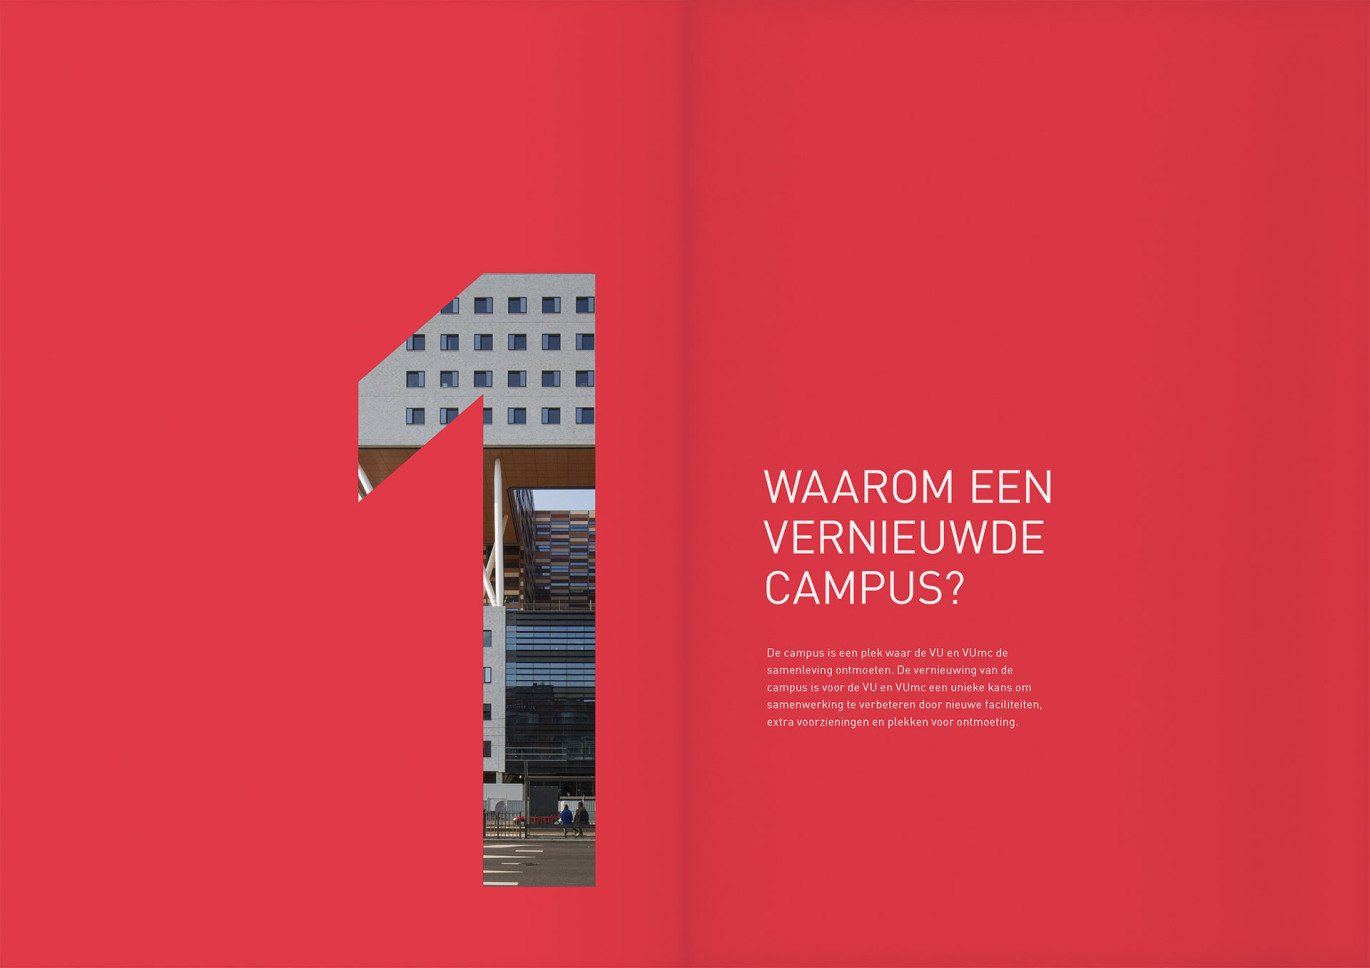 1
WAAROM EEN
VERNIEUWDE
CAMPUS?
De campus is een plek waar de VU en VUmc de
samenleving ontmoeten. De vernieuwing van de
campus is voor de VU en VUmc een unieke kans om
samenwerking te verbeteren door nieuwe faciliteiten,
extra voorzieningen en plekken voor ontmoeting.